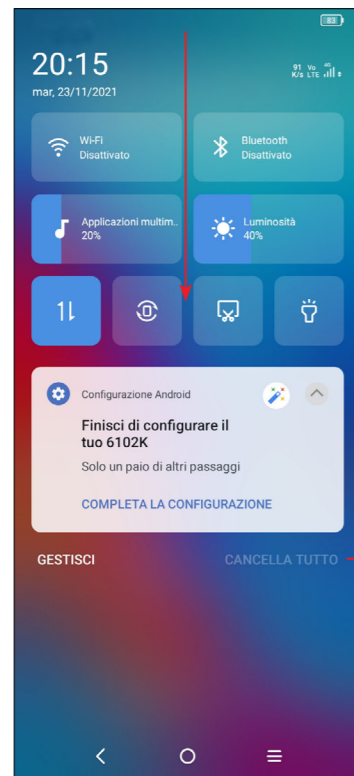 83
20:15
91 Vo 4G
K/s LTE
mar, 23/11/2021
Wi-Fi
Disattivato
Bluetooth
Disattivato
Applicazioni multim..
20%
Luminosità
40%
Configurazione Android
Finisci di configurare il
tuo 6102K
Solo un paio di altri passaggi
COMPLETA LA CONFIGURAZIONE
GESTISCI
CANCELLA TUTTO